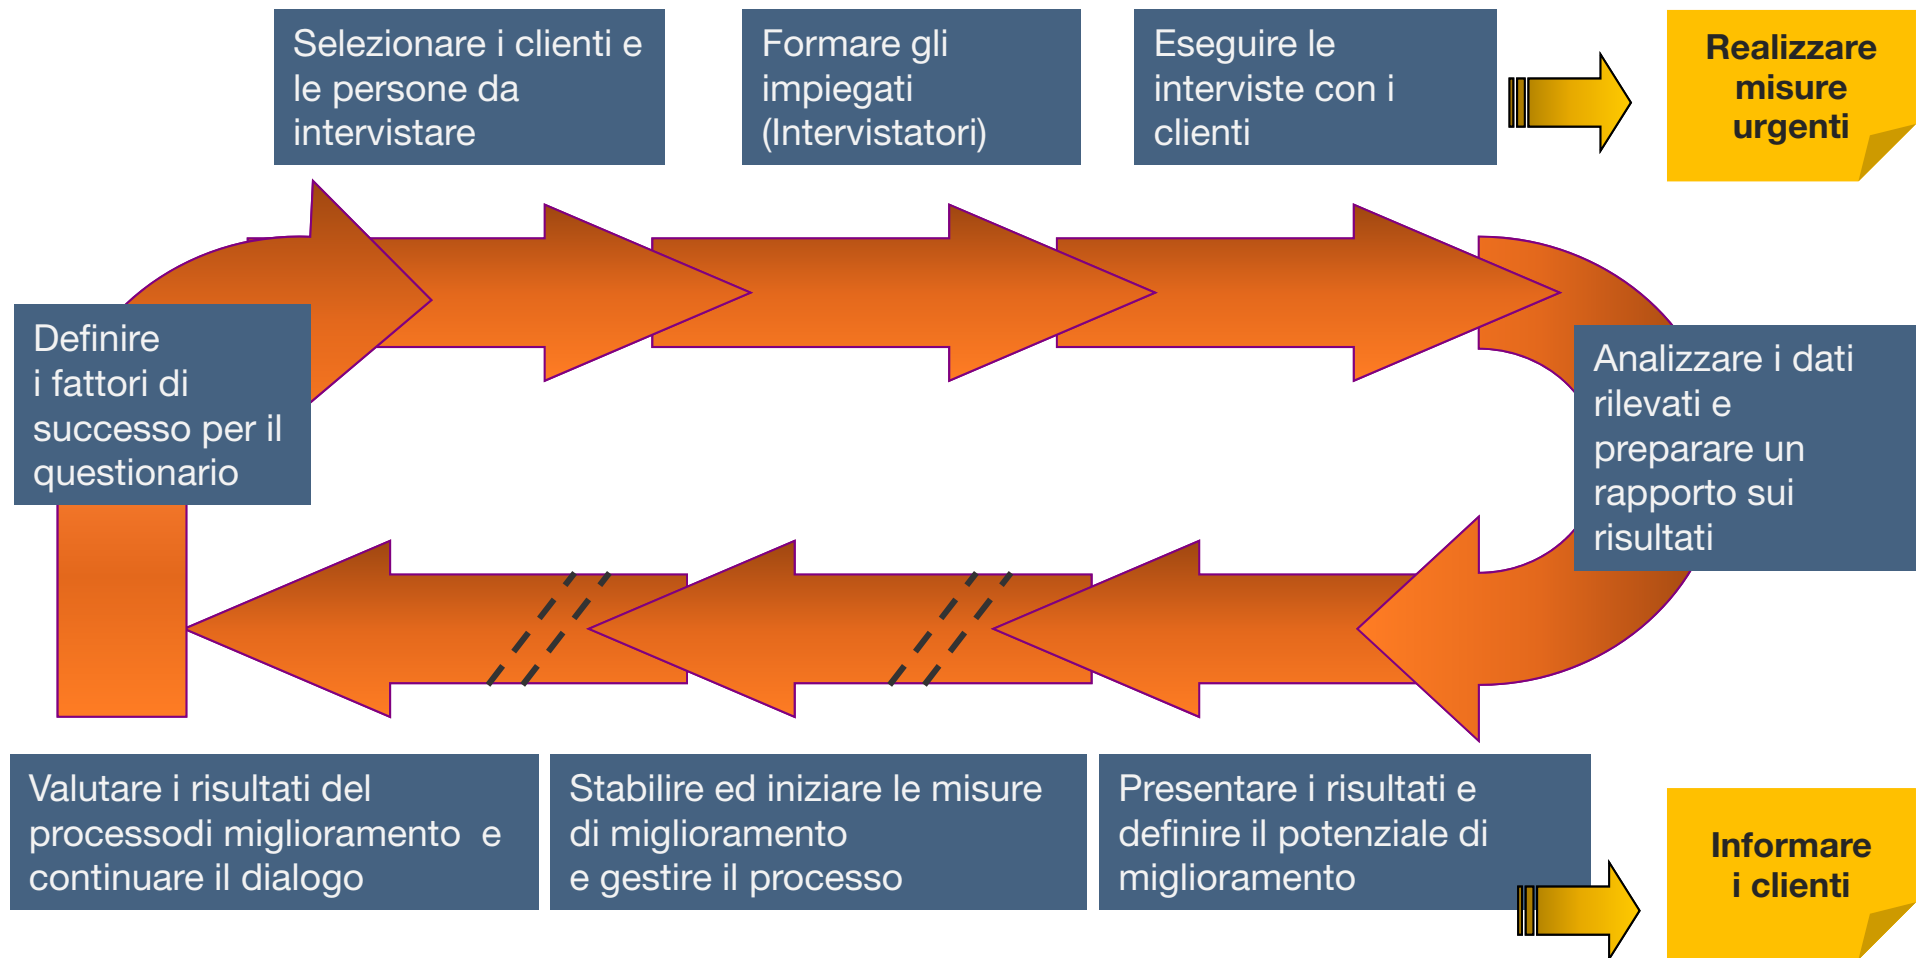 Selezionare i clienti e
le persone da
intervistare
Formare gli
impiegati
(Intervistatori)
Eseguire le
interviste con i
clienti
Realizzare
misure
urgenti
Definire
i fattori di
successo per il
questionario
Analizzare i dati
rilevati e
preparare un
rapporto sui
risultati
Valutare i risultati del
processodi miglioramento  e
continuare il dialogo
Stabilire ed iniziare le misure
di miglioramento
e gestire il processo
Presentare i risultati e
definire il potenziale di
miglioramento
Informare
i clienti